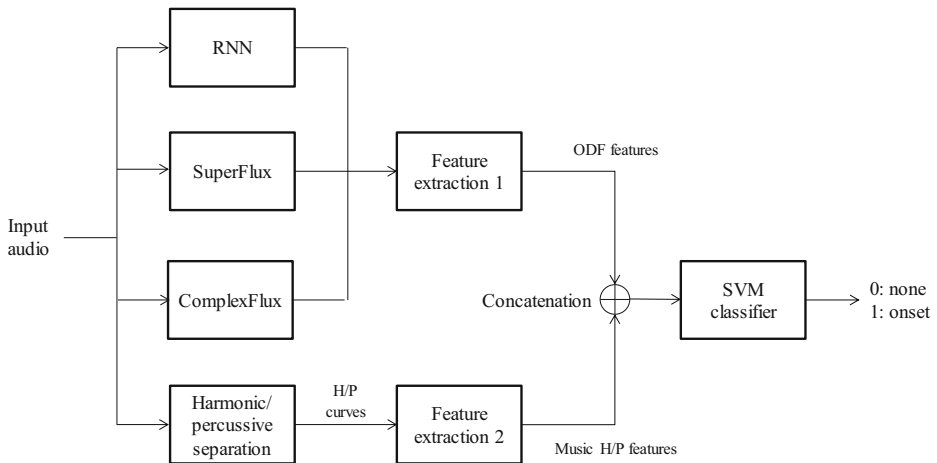 RNN
SuperFlux
Feature
extraction 1
ODF features
Input
audio
ComplexFlux
Concatenation
SVM
classifier
0: none
1: onset
Harmonic/
percussive
separation
H/P
curves
Feature
extraction 2
Music H/P features